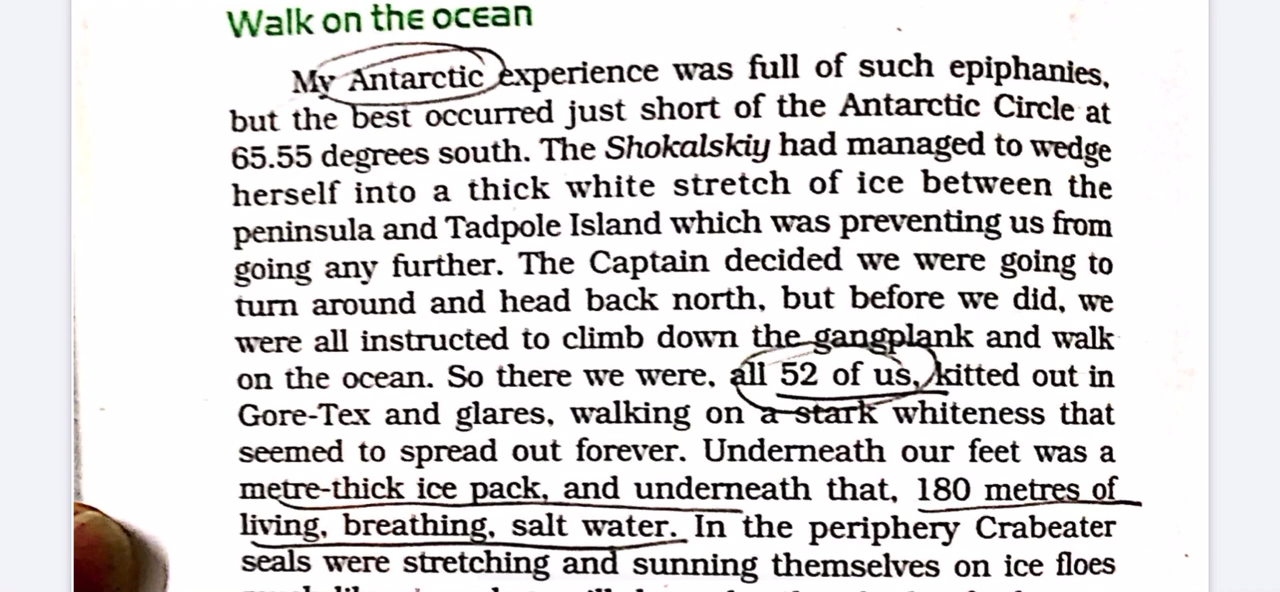 Walk on the ocean
My Antarctic experience was full of such epiphanies,
but the best occurred just short of the Antarctic Circle at
65.55 degrees south. The Shokalskiy had managed to wedge
herself into a thick white stretch of ice between the
peninsula and Tadpole Island which was preventing us from
going any further. The Captain decided we were going to
turn around and head back north, but before we did, we
were all instructed to climb down the gangplank and walk
on the ocean. So there we were, all 52 of us, kitted out in
Gore-Tex and glares, walking on a stark whiteness that
seemed to spread out forever. Underneath our feet was a
metre-thick ice pack, and underneath that, 180 metres of
living, breathing, salt water. In the periphery Crabeater
seals were stretching and sunning themselves on ice floes